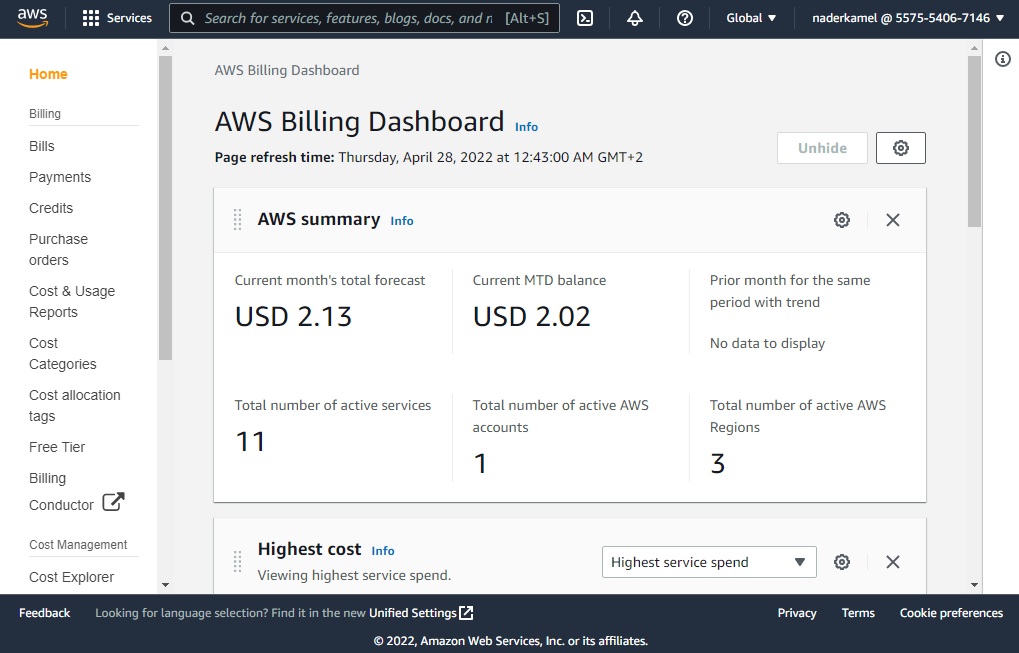 aws
Services
Search for services, features, blogs, docs, and n [Alt+S]
Global
naderkamel @ 5575-5406-7146
Home
Billing
Bills
Payments
Credits
Purchase
orders
Cost & Usage
Reports
Cost
Categories
Cost allocation
tags
Free Tier
Billing
Conductor
Cost Management
Cost Explorer
AWS Billing Dashboard
AWS Billing Dashboard Info
Page refresh time: Thursday, April 28, 2022 at 12:43:00 AM GMT+2
Unhide
AWS summary Info
Current month's total forecast
USD 2.13
Current MTD balance
USD 2.02
Prior month for the same
period with trend
No data to display
Total number of active services
11
Total number of active AWS
accounts
1
Total number of active AWS
Regions
3
Highest cost Info
Viewing highest service spend.
Highest service spend
Feedback
Looking for language selection? Find it in the new Unified Settings
Privacy
Terms
Cookie preferences
© 2022, Amazon Web Services, Inc. or its affiliates.